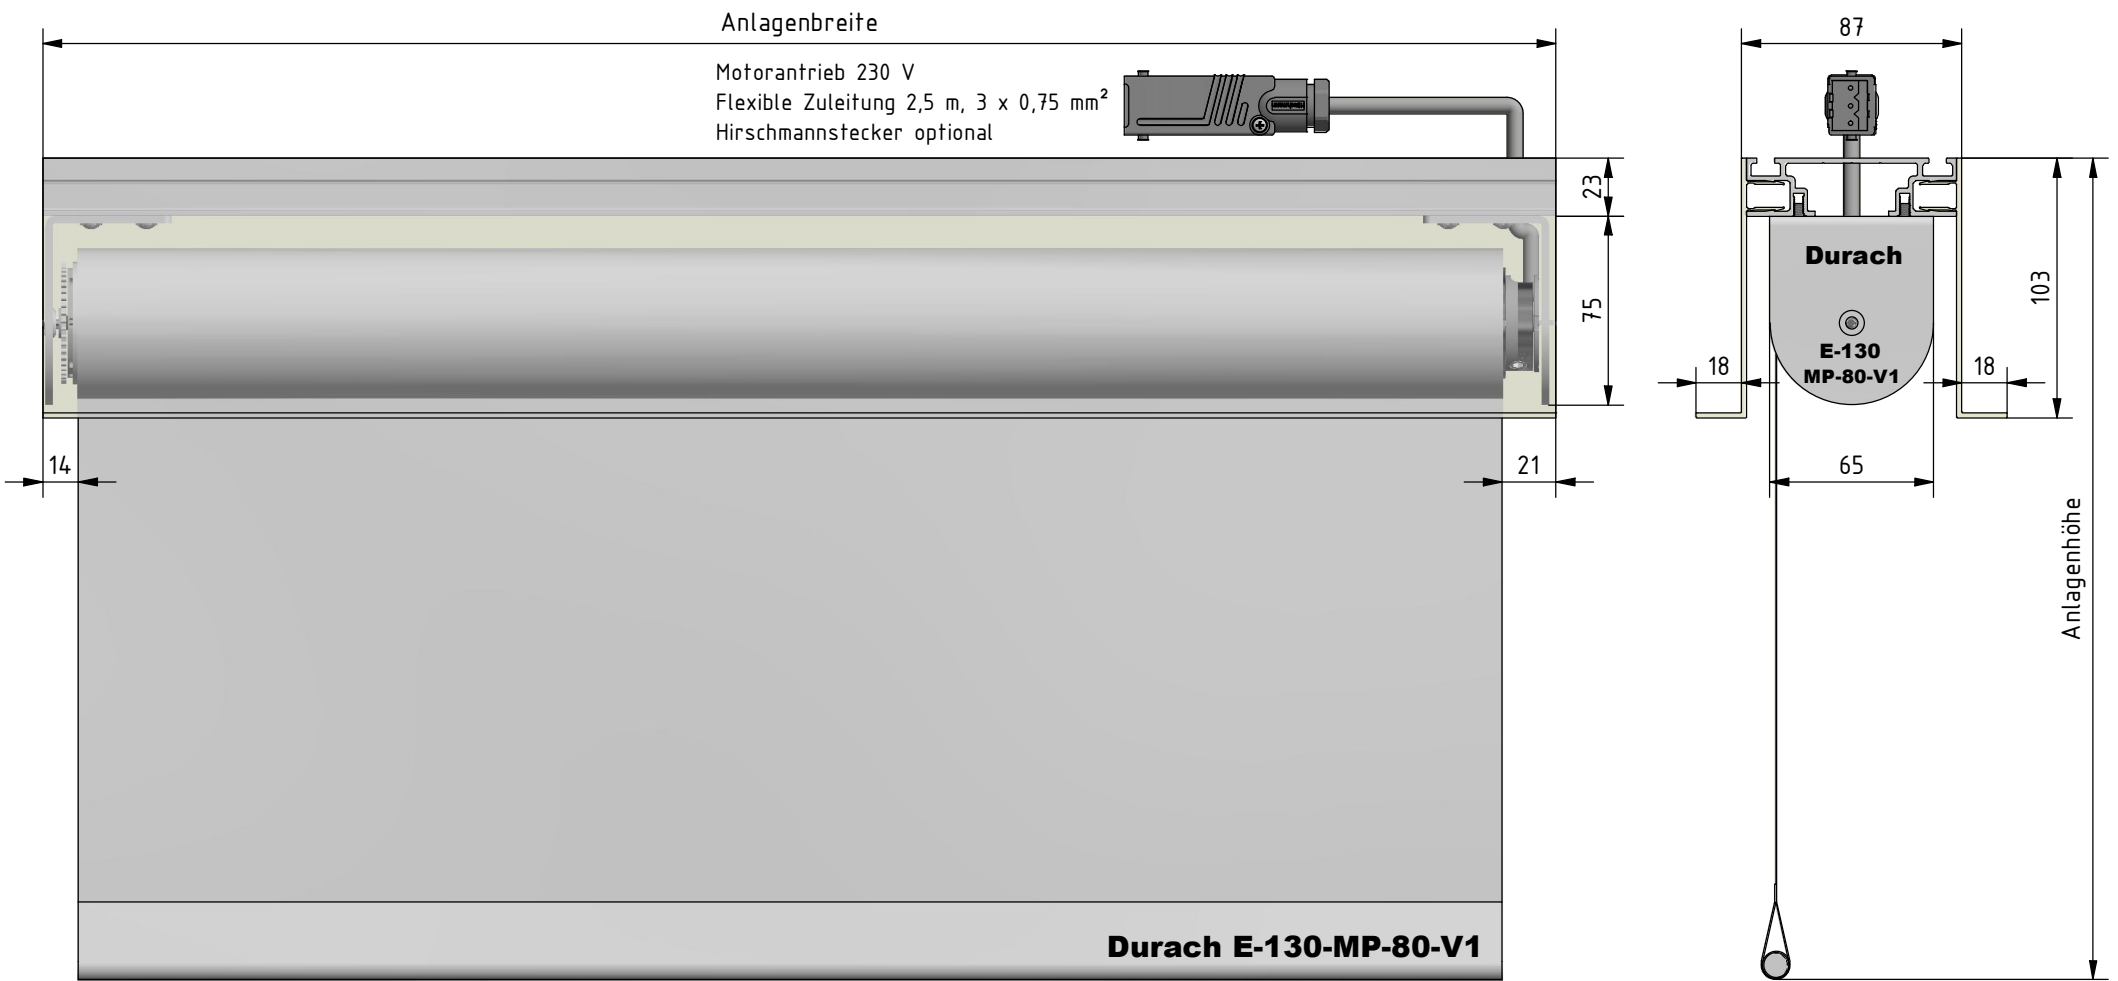 Anlagenbreite
87
Motorantrieb 230 V
Flexible Zuleitung 2,5 m, 3 x 0,75 mm²
Hirschmannstecker optional
23
75
103
Durach
E-130
MP-80-V1
18
18
14
21
65
Anlagenhöhe
Durach E-130-MP-80-V1